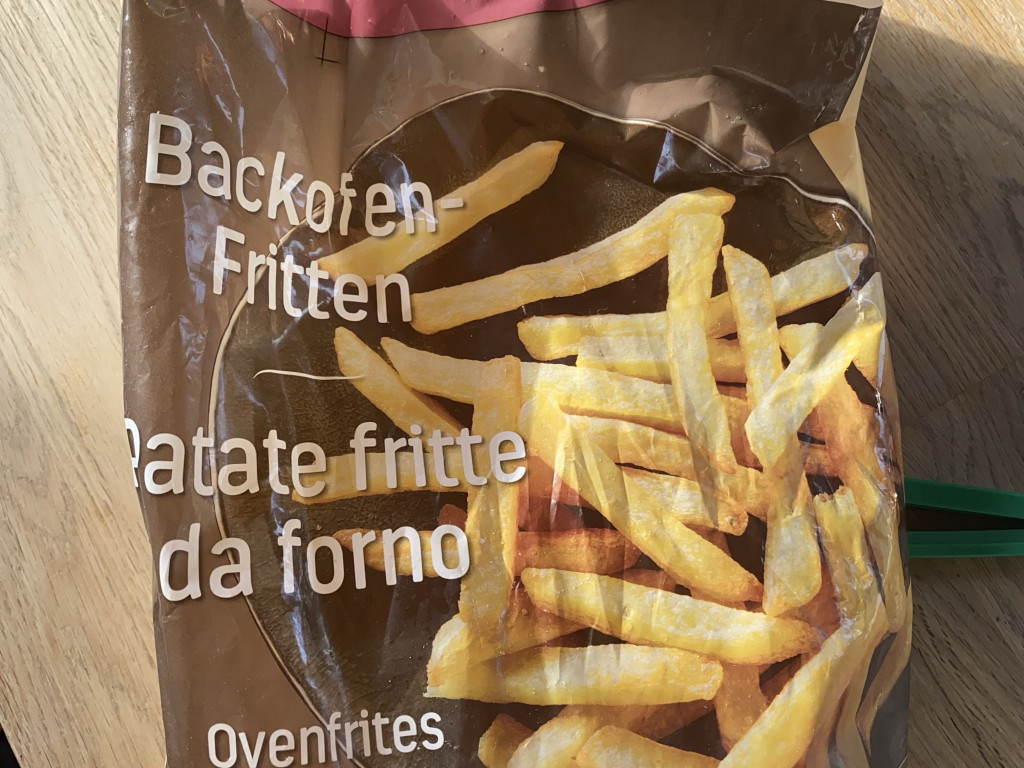 Backofen-
Fritten
Patate fritte
da forno
Ovenfrites